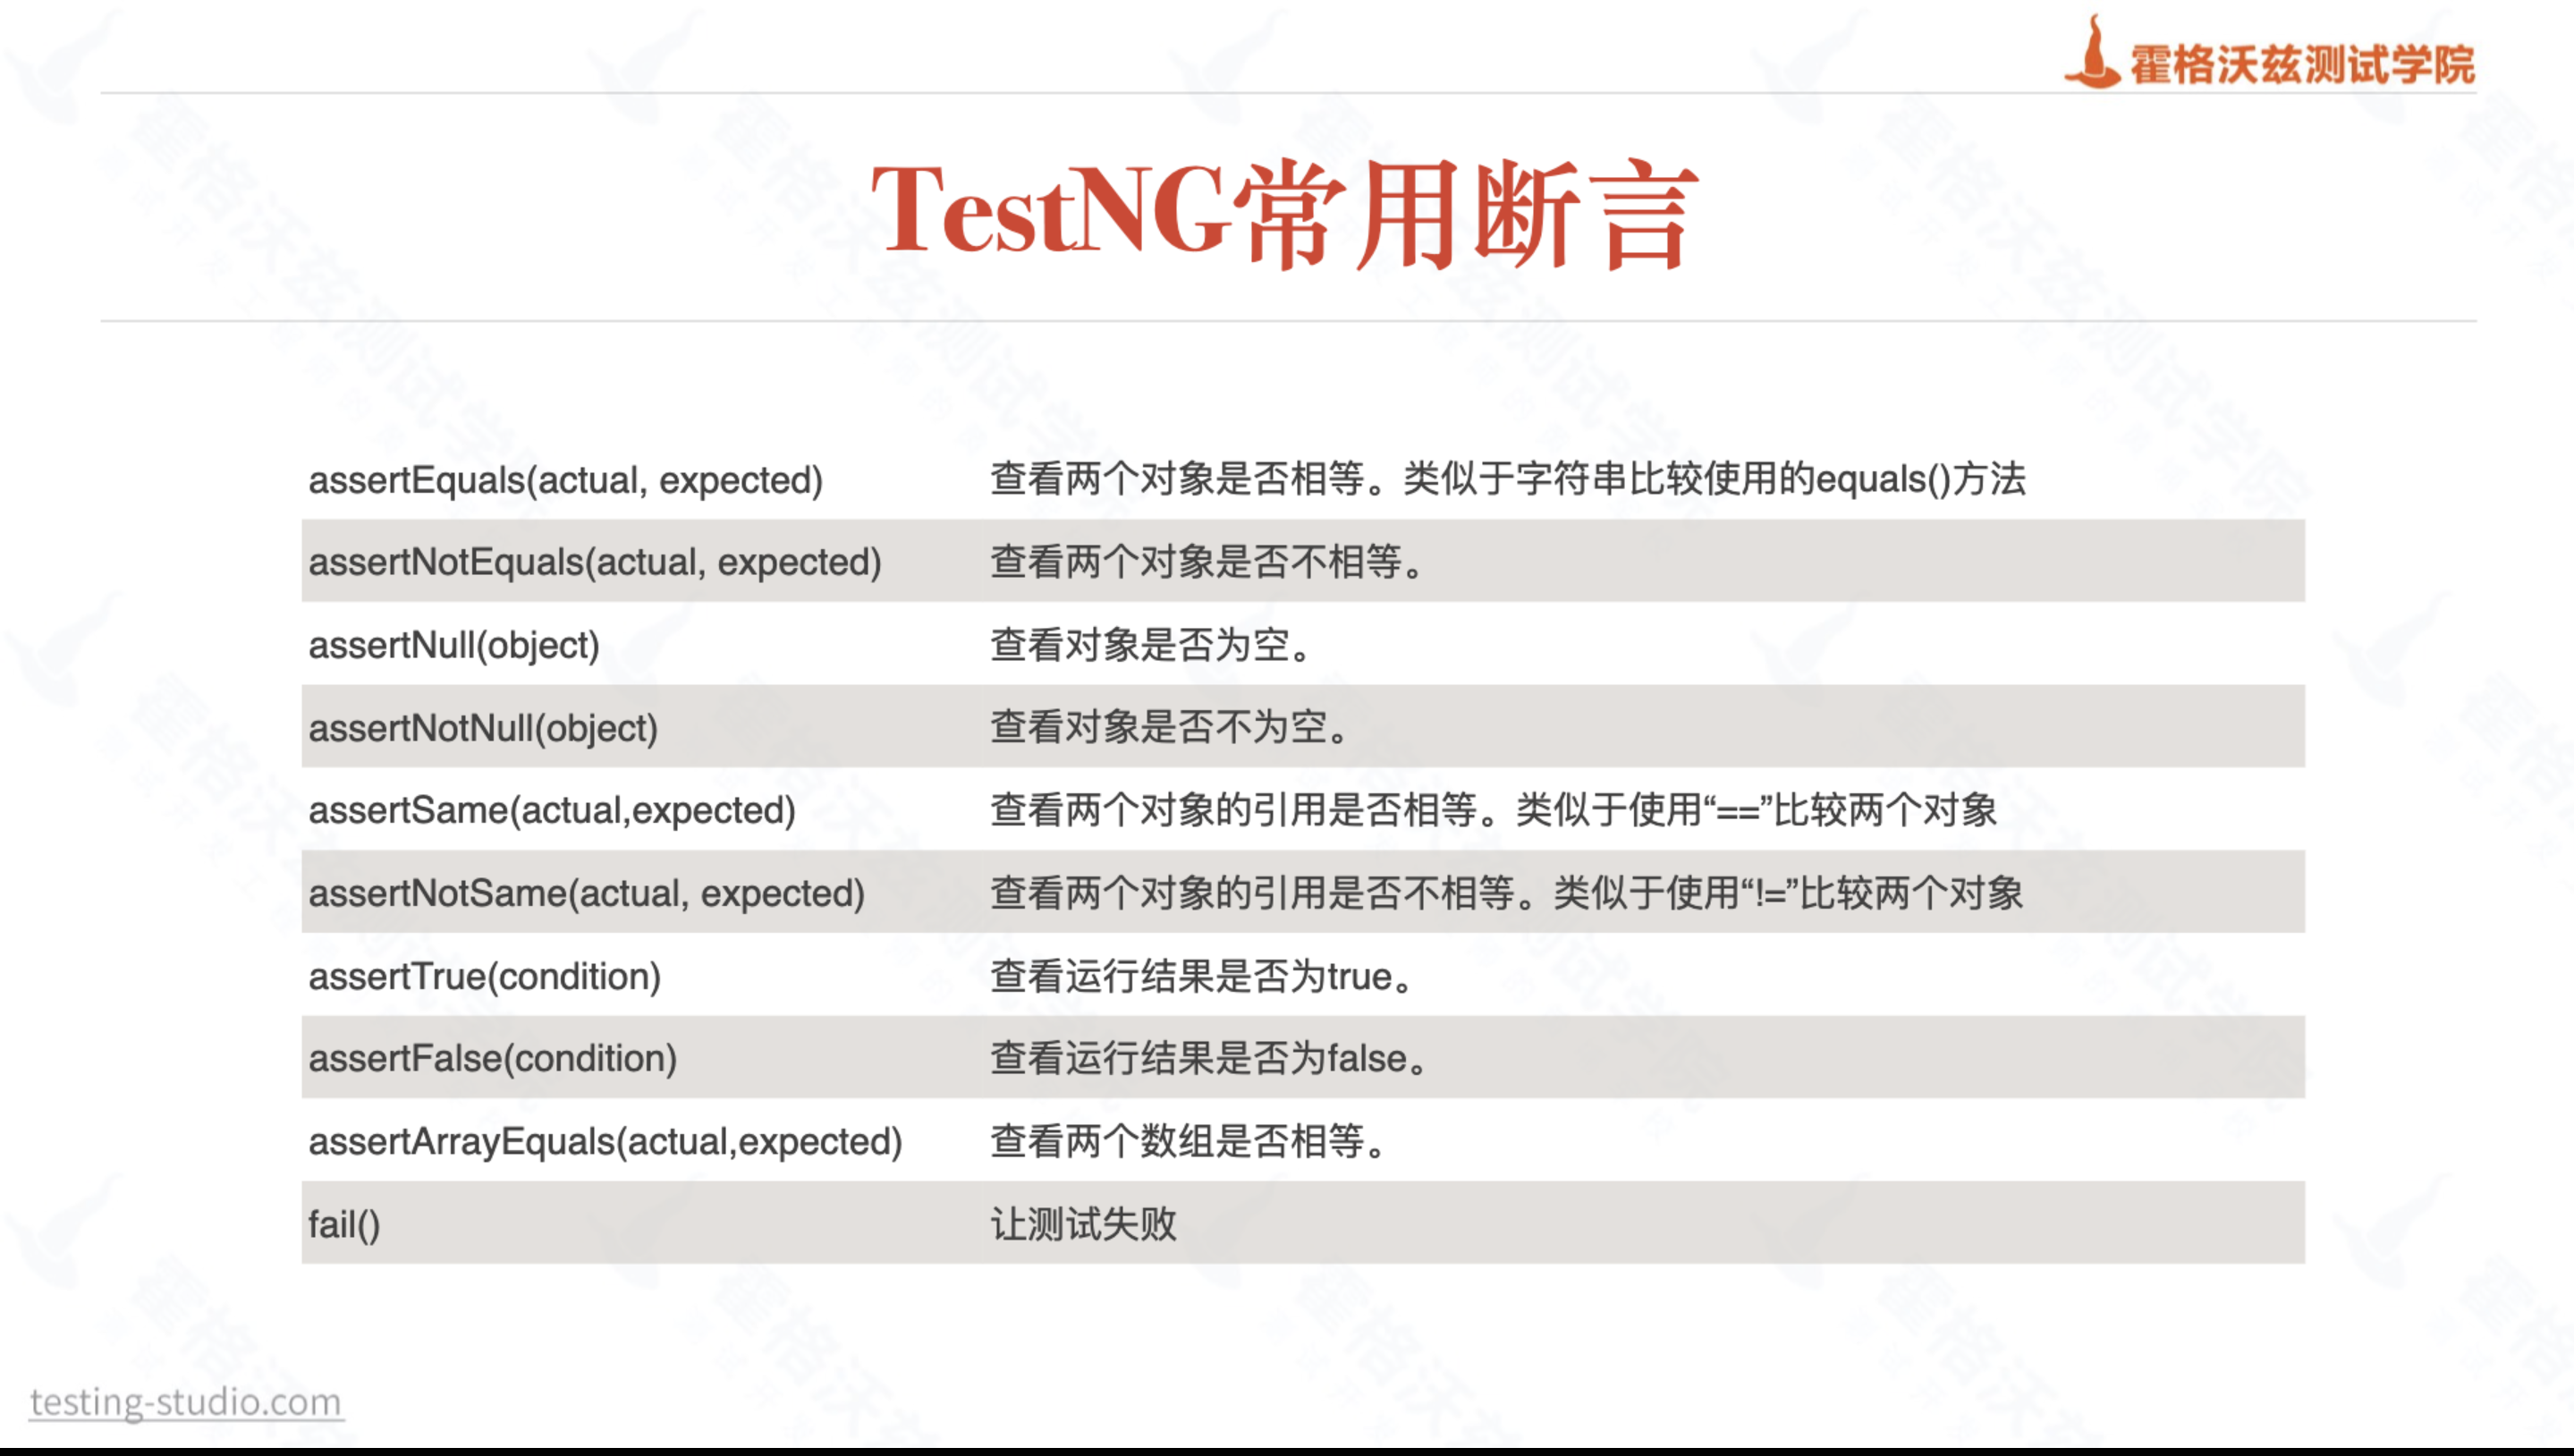 霍格沃兹测试学院
TestNG常用断言
assertEquals(actual, expected) 查看两个对象是否相等。类似于字符串比较使用的equals()方法
assertNotEquals(actual, expected) 查看两个对象是否不相等。
assertNull(object) 查看对象是否为空。
assertNotNull(object) 查看对象是否不为空。
assertSame(actual,expected) 查看两个对象的引用是否相等。类似于使用“==”比较两个对象
assertNotSame(actual, expected) 查看两个对象的引用是否不相等。类似于使用“!=”比较两个对象
assertTrue(condition) 查看运行结果是否为true。
assertFalse(condition) 查看运行结果是否为false。
assertArrayEquals(actual,expected) 查看两个数组是否相等。
fail() 让测试失败
testing-studio.com